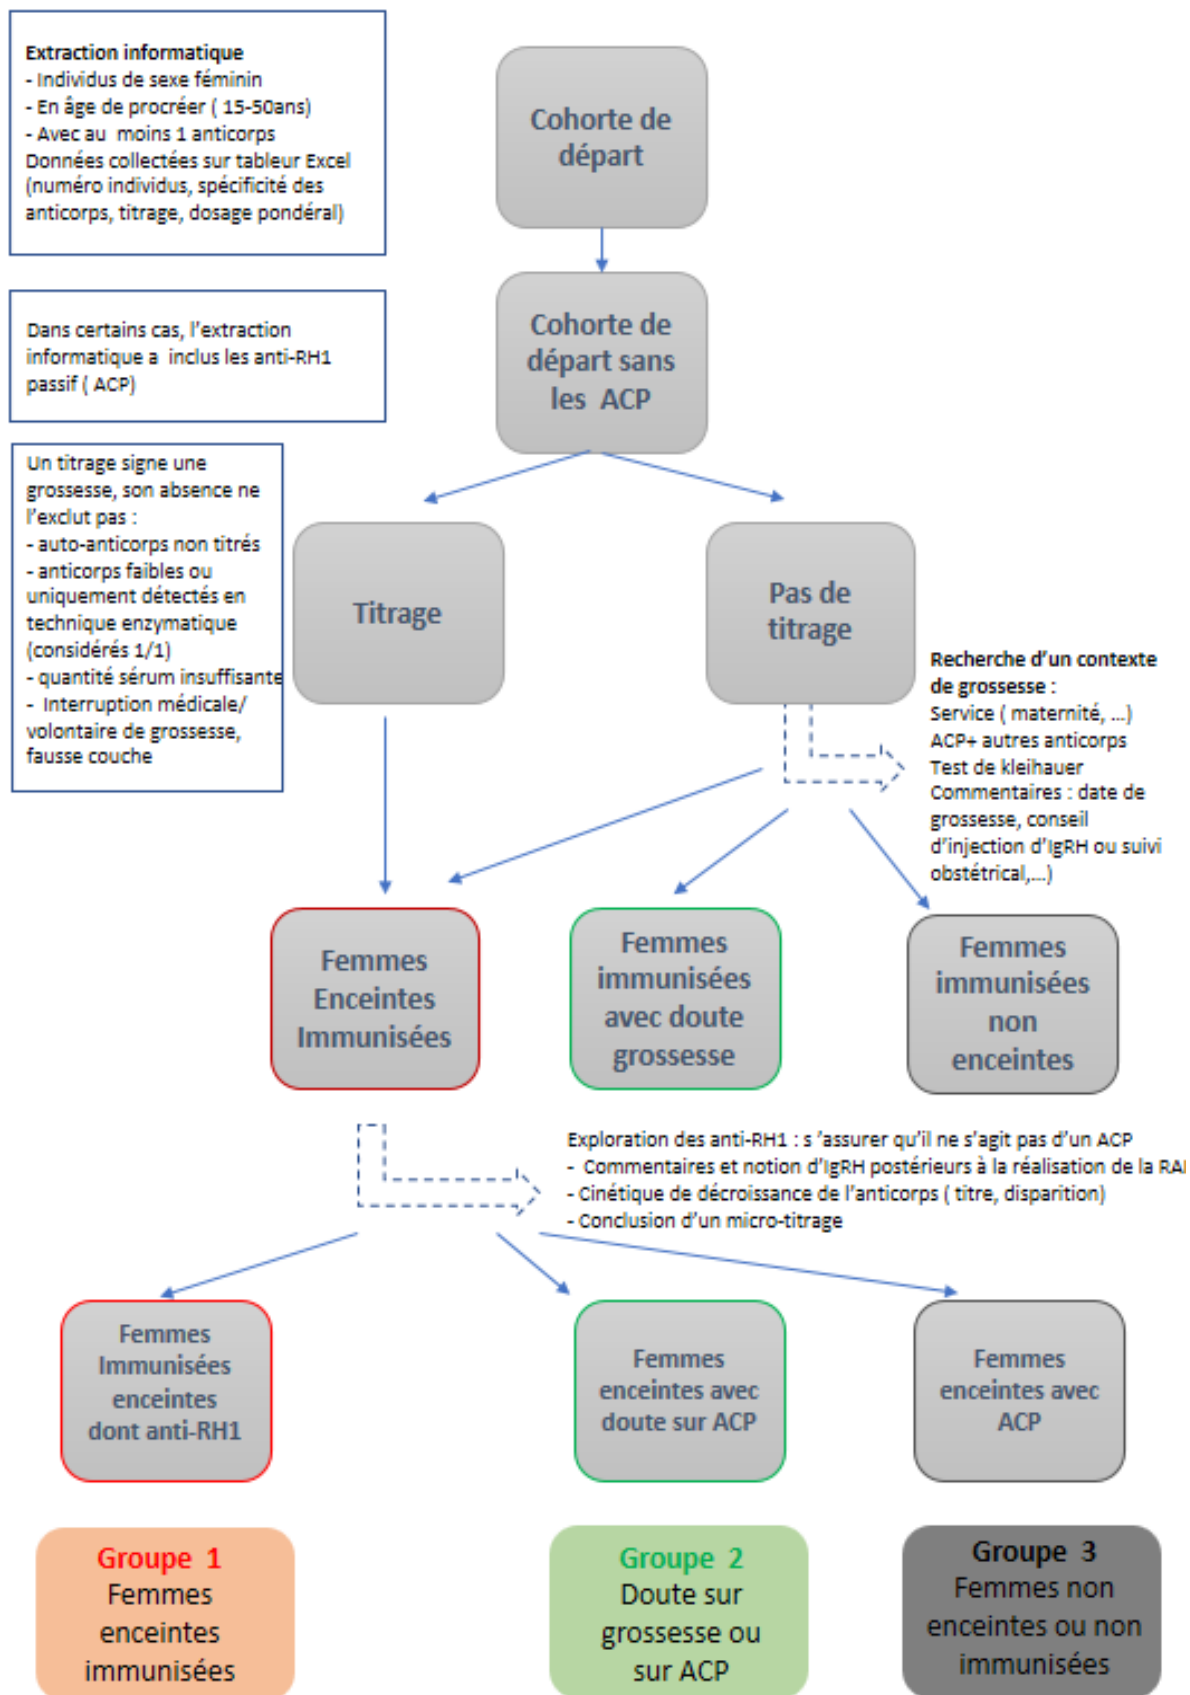 Extraction informatique
- Individus de sexe féminin
- En âge de procréer ( 15-50ans)
- Avec au moins 1 anticorps
Données collectées sur tableur Excel
(numéro individus, spécificité des
anticorps, titrage, dosage pondéral)
Cohorte de
départ
Dans certains cas, l'extraction
informatique a inclus les anti-RH1
passif ( ACP)
Cohorte de
départ sans
les ACP
Un titrage signe une
grossesse, son absence ne
l'exclut pas :
- auto-anticorps non titrés
- anticorps faibles ou
uniquement détectés en
technique enzymatique
(considérés 1/1)
- quantité sérum insuffisante
- Interruption médicale/
volontaire de grossesse,
fausse couche
Titrage
Pas de
titrage
Recherche d'un contexte
de grossesse :
Service ( maternité, ...)
ACP+ autres anticorps
Test de kleihauer
Commentaires : date de
grossesse, conseil
d'injection d'IgRH ou suivi
obstétrical,...)
Femmes
Enceintes
Immunisées
Femmes
immunisées
avec doute
grossesse
Femmes
immunisées
non
enceintes
Exploration des anti-RH1 : s 'assurer qu'il ne s'agit pas d'un ACP
- Commentaires et notion d'IgRH postérieurs à la réalisation de la
- Cinétique de décroissance de l'anticorps ( titre, disparition)
- Conclusion d'un micro-titrage
Femmes
Immunisées
enceintes
dont anti-RH1
Femmes
enceintes avec
doute sur ACP
Femmes
enceintes avec
ACP
Groupe 1
Femmes
enceintes
immunisées
Groupe 2
Doute sur
grossesse ou
sur ACP
Groupe 3
Femmes non
enceintes ou non
immunisées